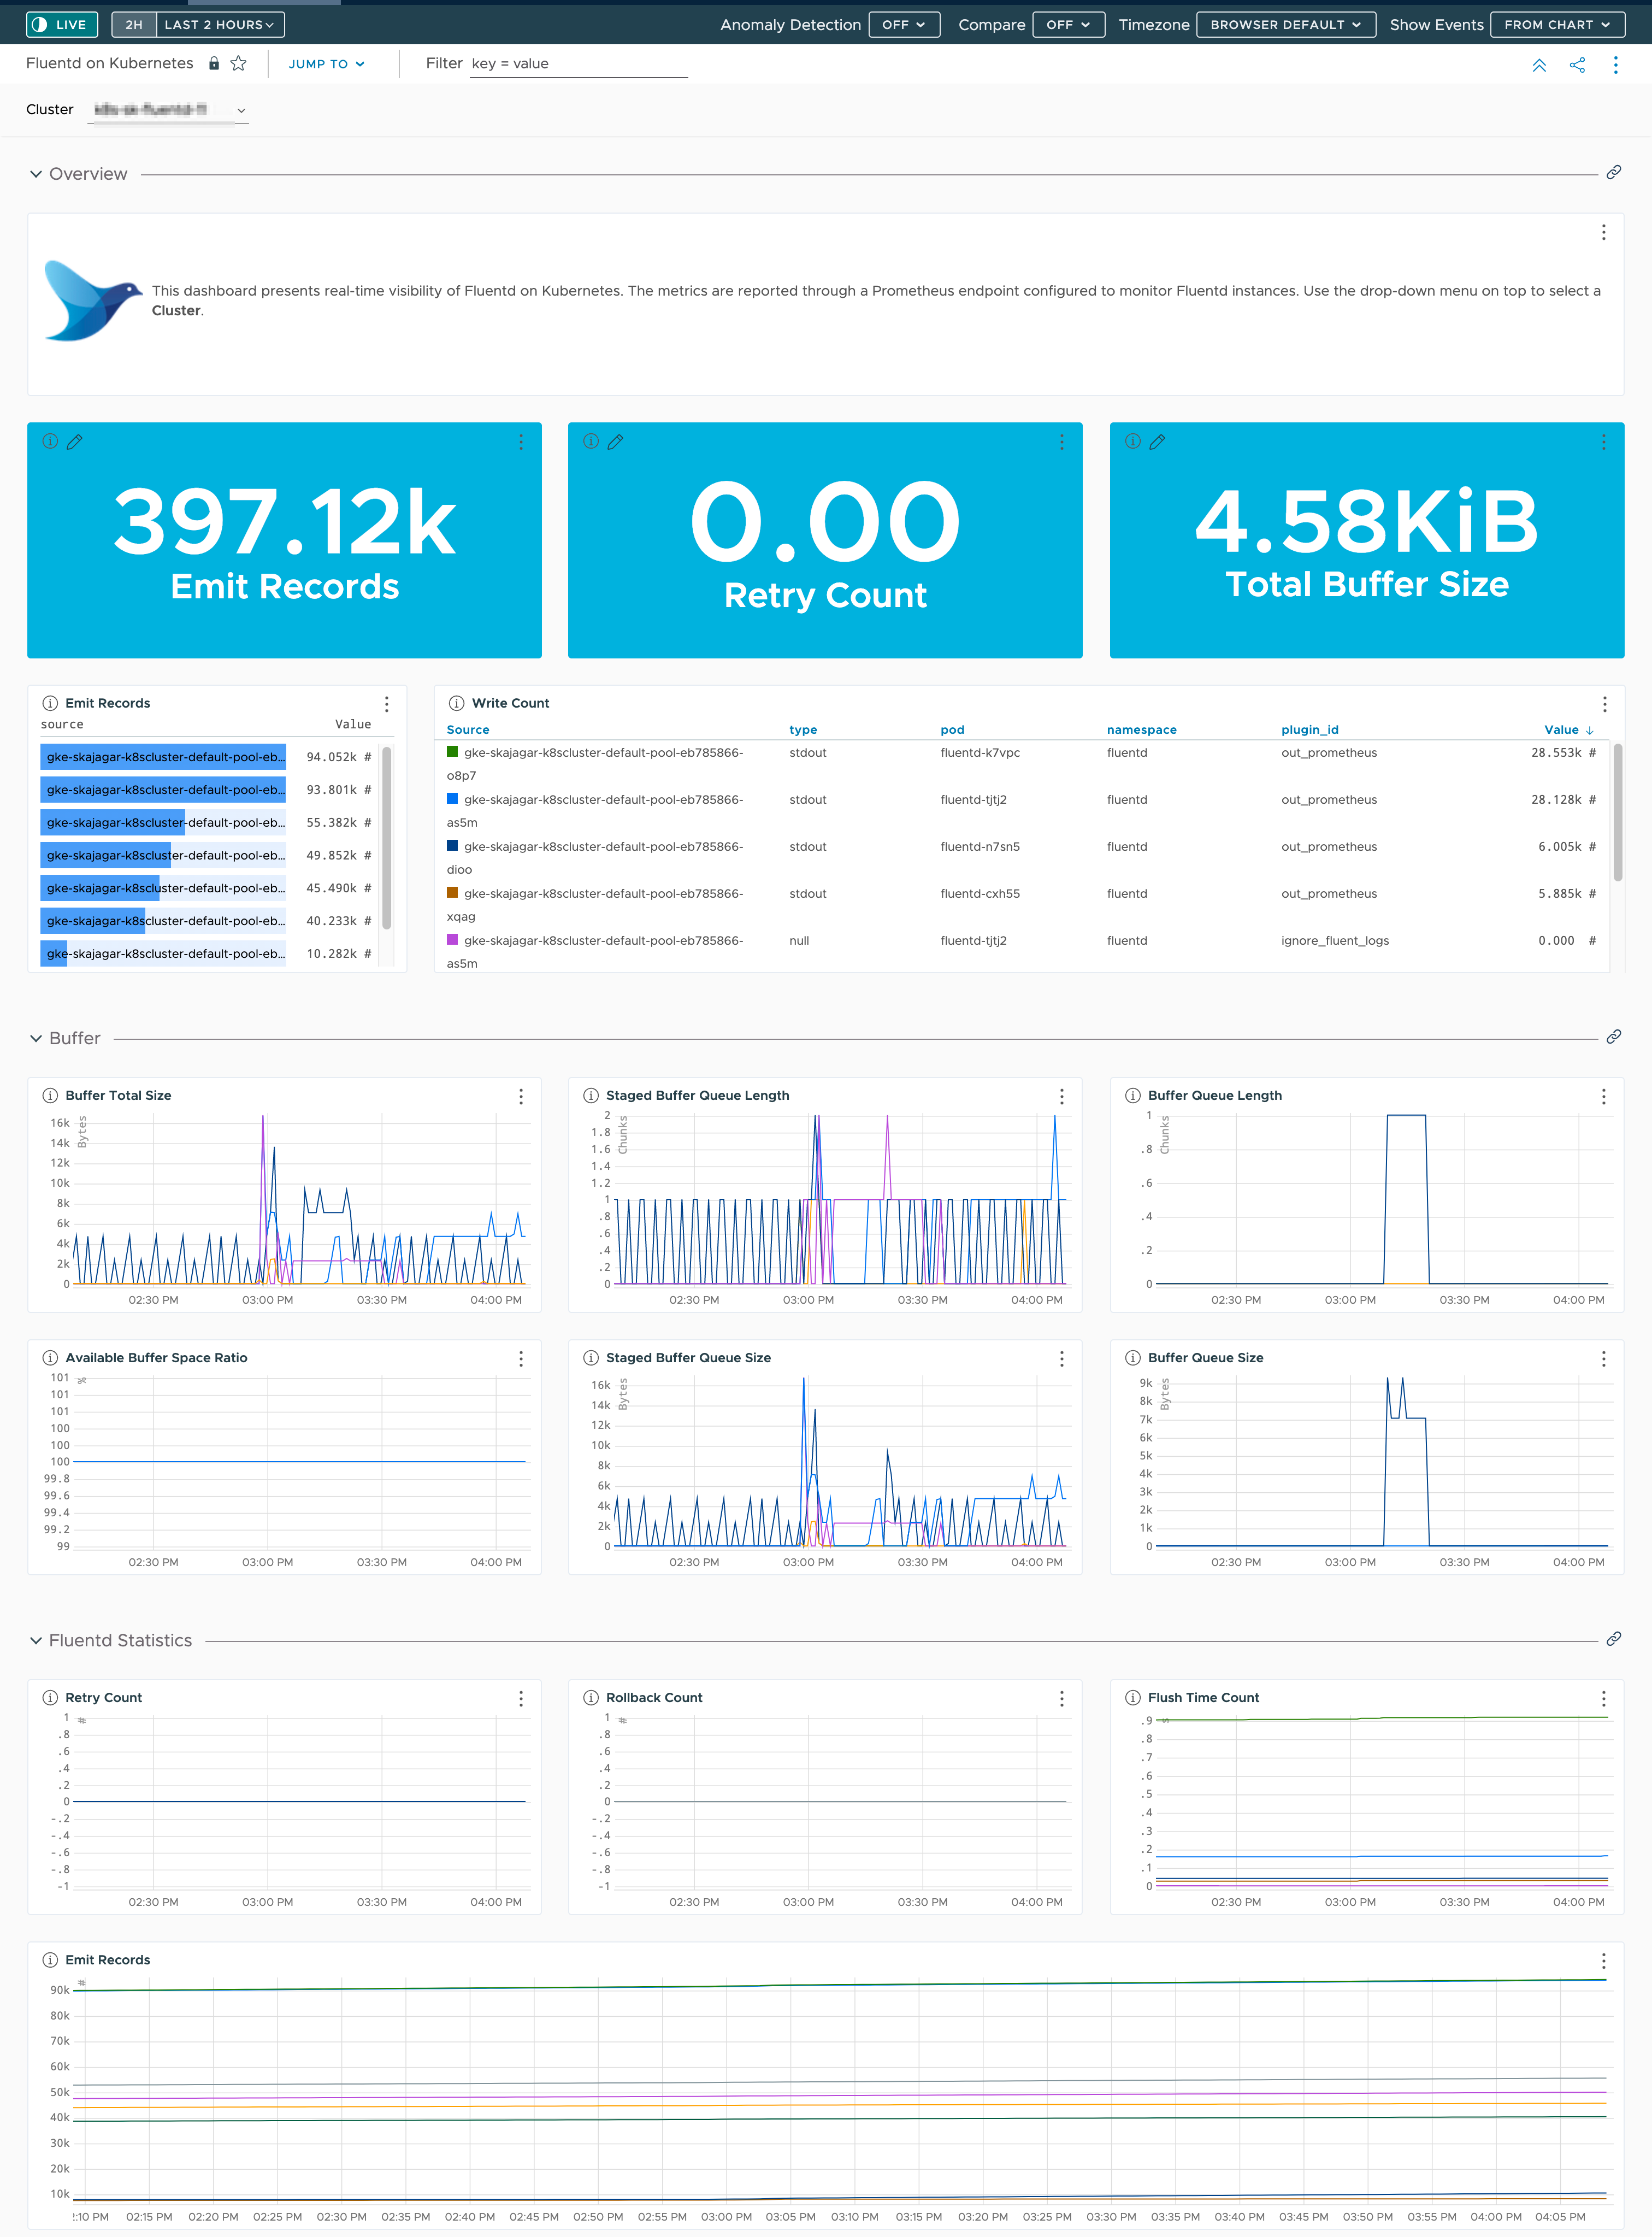 LIVE 2H LAST 2 HOURS Anomaly Detection OFF Compare OFF Timezone BROWSER DEFAULT Show Events FROM CHART
Fluentd on Kubernetes JUMP TO Filter key = value
Cluster
Overview
This dashboard presents real-time visibility of Fluentd on Kubernetes. The metrics are reported through a Prometheus endpoint configured to monitor Fluentd instances. Use the drop-down menu on top to select a
Cluster.
397.12k
Emit Records
0.00
Retry Count
4.58KiB
Total Buffer Size
Emit Records
source Value
gke-skajagar-k8scluster-default-pool-eb... 94.052k #
gke-skajagar-k8scluster-default-pool-eb... 93.801k #
gke-skajagar-k8scluster-default-pool-eb... 55.382k #
gke-skajagar-k8scluster-default-pool-eb... 49.852k #
gke-skajagar-k8scluster-default-pool-eb... 45.490k #
gke-skajagar-k8scluster-default-pool-eb... 40.233k #
gke-skajagar-k8scluster-default-pool-eb... 10.282k #
Write Count
Source type pod namespace plugin_id Value ↓
gke-skajagar-k8scluster-default-pool-eb785866- stdout fluentd-k7vpc fluentd out_prometheus 28.553k #
o8p7
gke-skajagar-k8scluster-default-pool-eb785866- stdout fluentd-tjtj2 fluentd out_prometheus 28.128k #
as5m
gke-skajagar-k8scluster-default-pool-eb785866- stdout fluentd-n7sn5 fluentd out_prometheus 6.005k #
dioo
gke-skajagar-k8scluster-default-pool-eb785866- stdout fluentd-cxh55 fluentd out_prometheus 5.885k #
xqag
gke-skajagar-k8scluster-default-pool-eb785866- null fluentd-tjtj2 fluentd ignore_fluent_logs 0.000 #
as5m
Buffer
Buffer Total Size
Bytes
16k
14k
12k
10k
8k
6k
4k
2k
0
02:30 PM 03:00 PM 03:30 PM 04:00 PM
Staged Buffer Queue Length
Chunks
2
1.8
1.6
1.4
1.2
1
.8
.6
.4
.2
0
02:30 PM 03:00 PM 03:30 PM 04:00 PM
Buffer Queue Length
Chunks
1
.8
.6
.4
.2
0
02:30 PM 03:00 PM 03:30 PM 04:00 PM
Available Buffer Space Ratio
%
101
101
101
100
100
100
99.8
99.6
99.4
99.2
99
02:30 PM 03:00 PM 03:30 PM 04:00 PM
Staged Buffer Queue Size
Bytes
16k
14k
12k
10k
8k
6k
4k
2k
0
02:30 PM 03:00 PM 03:30 PM 04:00 PM
Buffer Queue Size
Bytes
9k
8k
7k
6k
5k
4k
3k
2k
1k
0
02:30 PM 03:00 PM 03:30 PM 04:00 PM
Fluentd Statistics
Retry Count
#
1
.8
.6
.4
.2
0
-.2
-.4
-.6
-.8
-1
02:30 PM 03:00 PM 03:30 PM 04:00 PM
Rollback Count
#
1
.8
.6
.4
.2
0
-.2
-.4
-.6
-.8
-1
02:30 PM 03:00 PM 03:30 PM 04:00 PM
Flush Time Count
s
.9
.8
.7
.6
.5
.4
.3
.2
.1
0
02:30 PM 03:00 PM 03:30 PM 04:00 PM
Emit Records
#
90k
80k
70k
60k
50k
40k
30k
20k
10k
:10 PM 02:15 PM 02:20 PM 02:25 PM 02:30 PM 02:35 PM 02:40 PM 02:45 PM 02:50 PM 02:55 PM 03:00 PM 03:05 PM 03:10 PM 03:15 PM 03:20 PM 03:25 PM 03:30 PM 03:35 PM 03:40 PM 03:45 PM 03:50 PM 03:55 PM 04:00 PM 04:05 PM